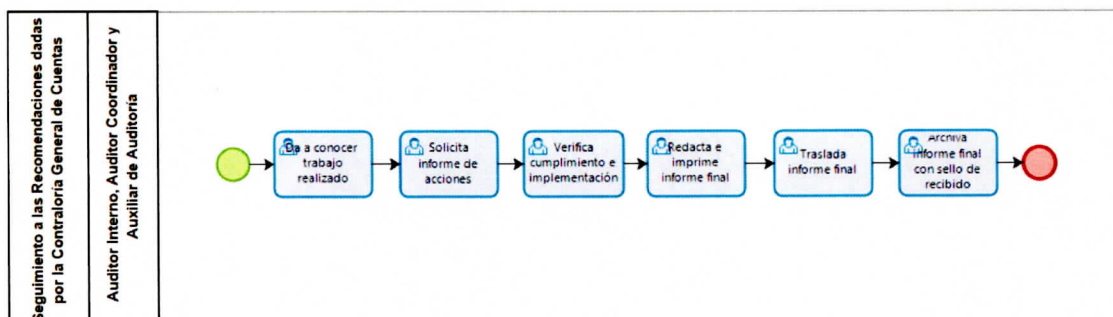 Seguimiento a las Recomendaciones dadas
por la Contraloría General de Cuentas
Auditor Interno, Auditor Coordinador y
Auxiliar de Auditoría
Da a conocer
trabajo
realizado
Solicita
informe de
acciones
Verifica
cumplimiento e
implementación
Redacta e
imprime
informe final
Traslada
informe final
Archiva
informe final
con sello de
recibido